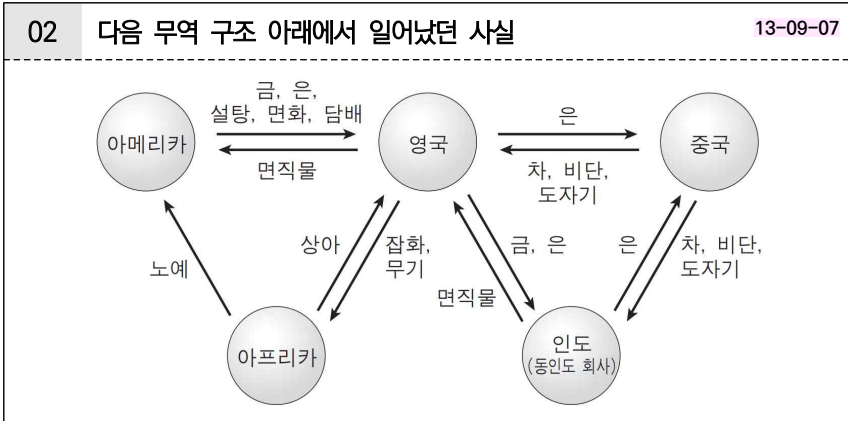 02 다음 무역 구조 아래에서 일어났던 사실 13-09-07
금, 은,
설탕, 면화, 담배
아메리카
면직물
영국
은
차, 비단,
도자기
중국
노예
상아
잡화,
무기
금, 은
면직물
은
차, 비단,
도자기
아프리카
인도
(동인도 회사)